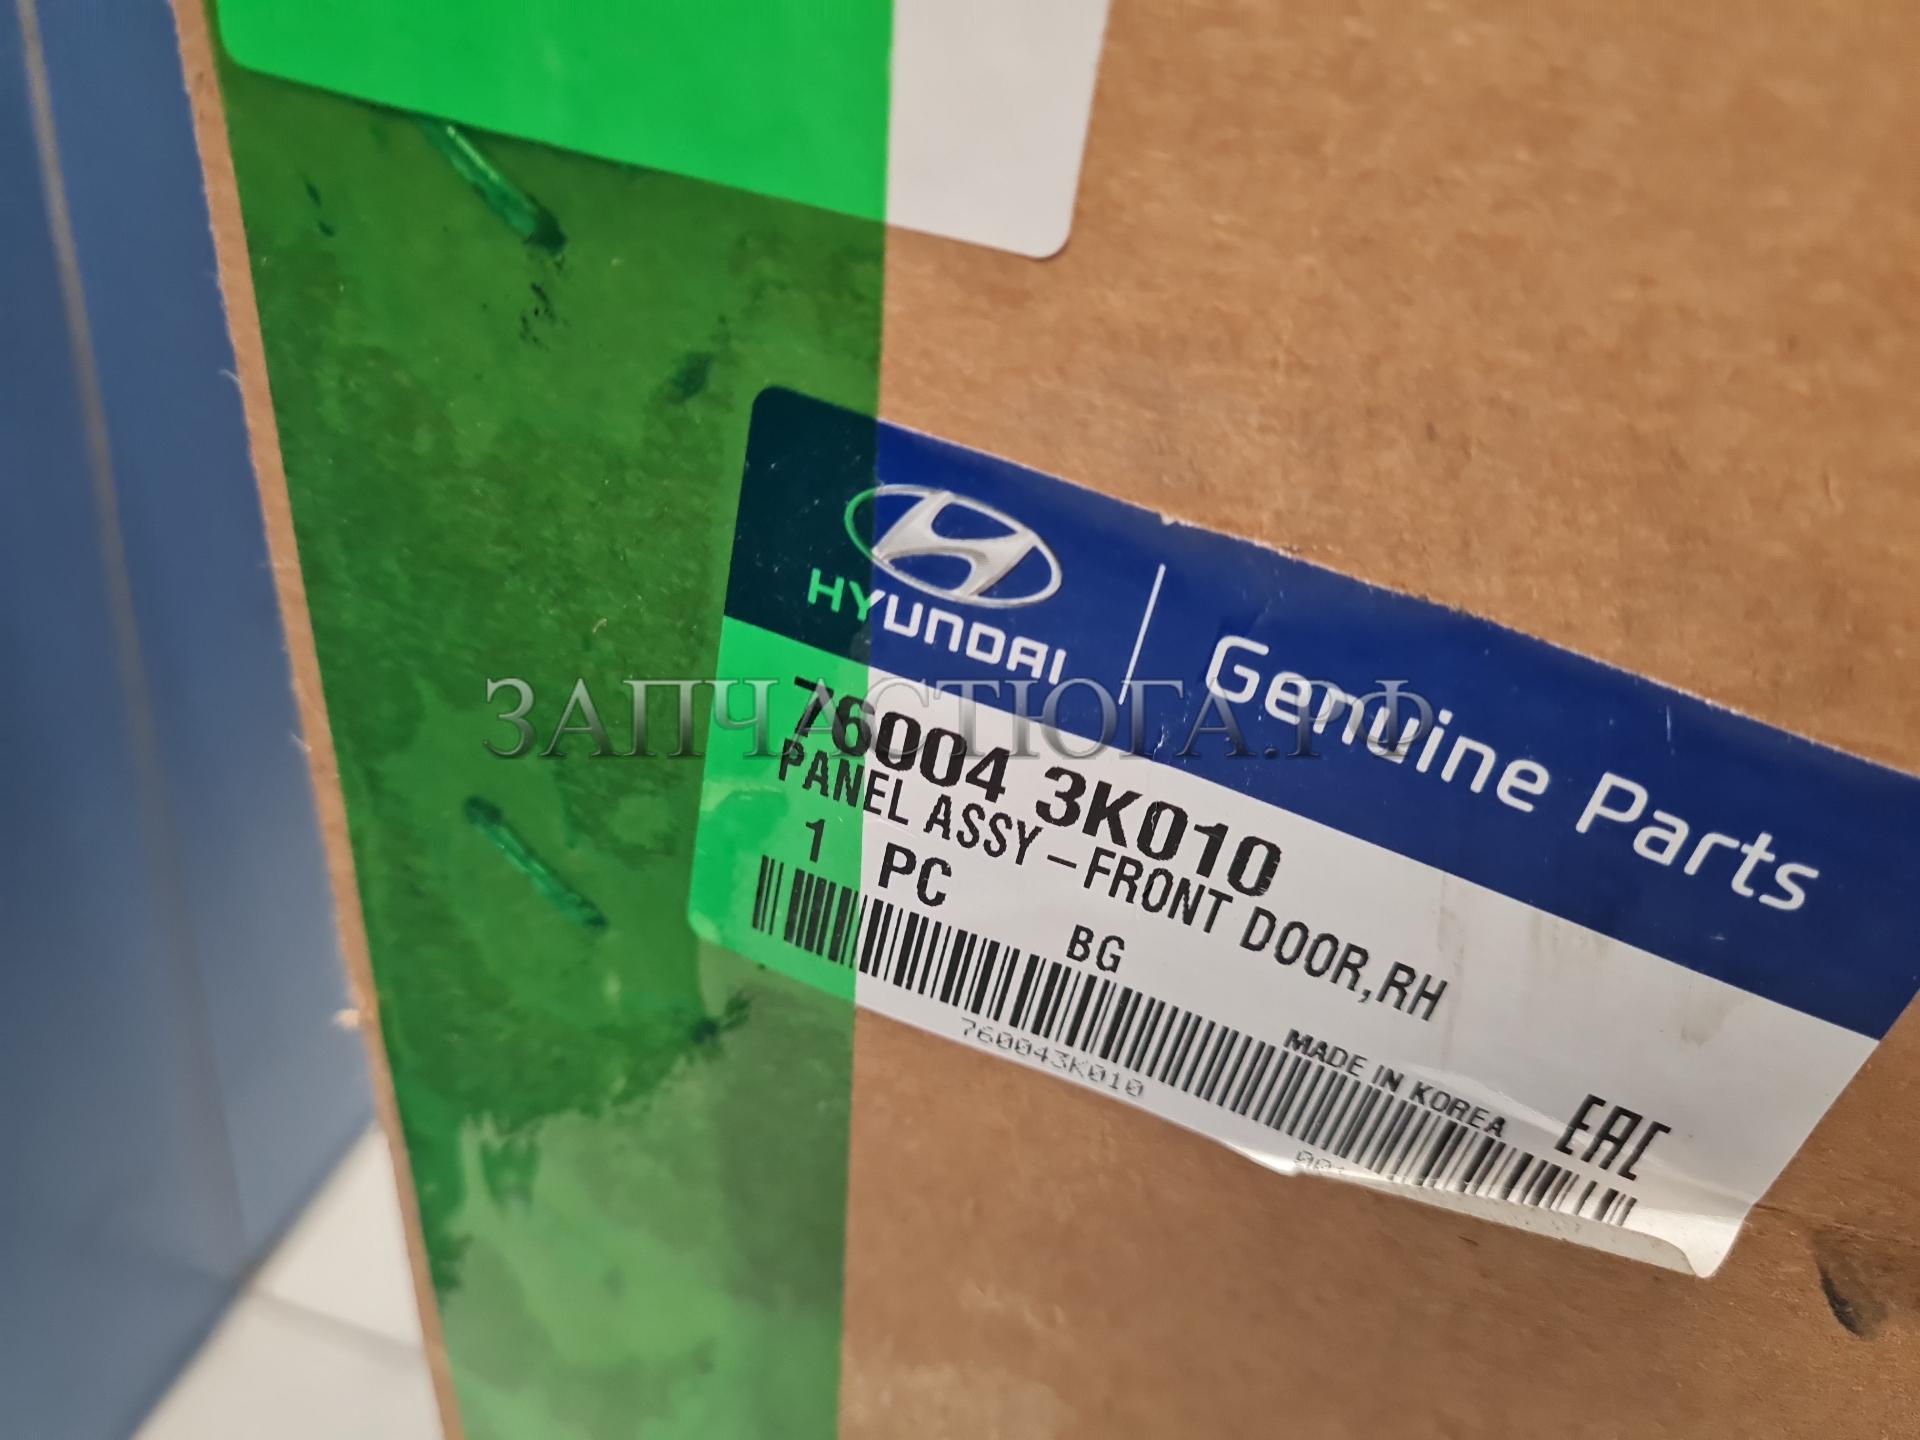 HYUNDAI
Genuine Parts
ЗАПЧАСТЮГА.РФ
76004 3K010
PANEL ASSY-FRONT DOOR,RH
1 PC
BG
MADE IN KOREA
EAC
760043K010